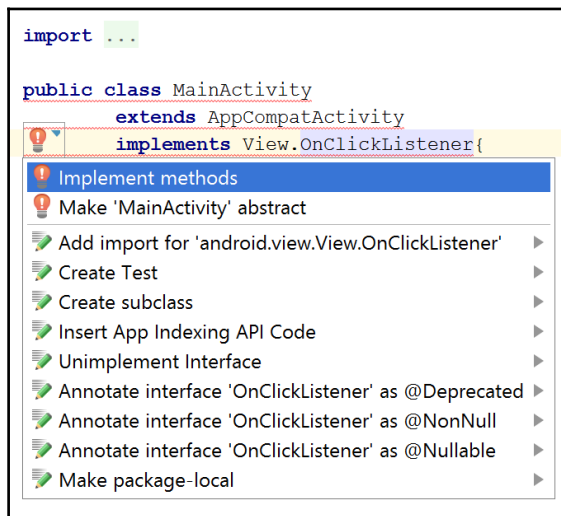 import ...
public class MainActivity
extends AppCompatActivity
implements View.OnClickListener{
Implement methods
Make 'MainActivity' abstract
Add import for 'android.view.View.OnClickListener'
Create Test
Create subclass
Insert App Indexing API Code
Unimplement Interface
Annotate interface 'OnClickListener' as @Deprecated
Annotate interface 'OnClickListener' as @NonNull
Annotate interface 'OnClickListener' as @Nullable
Make package-local